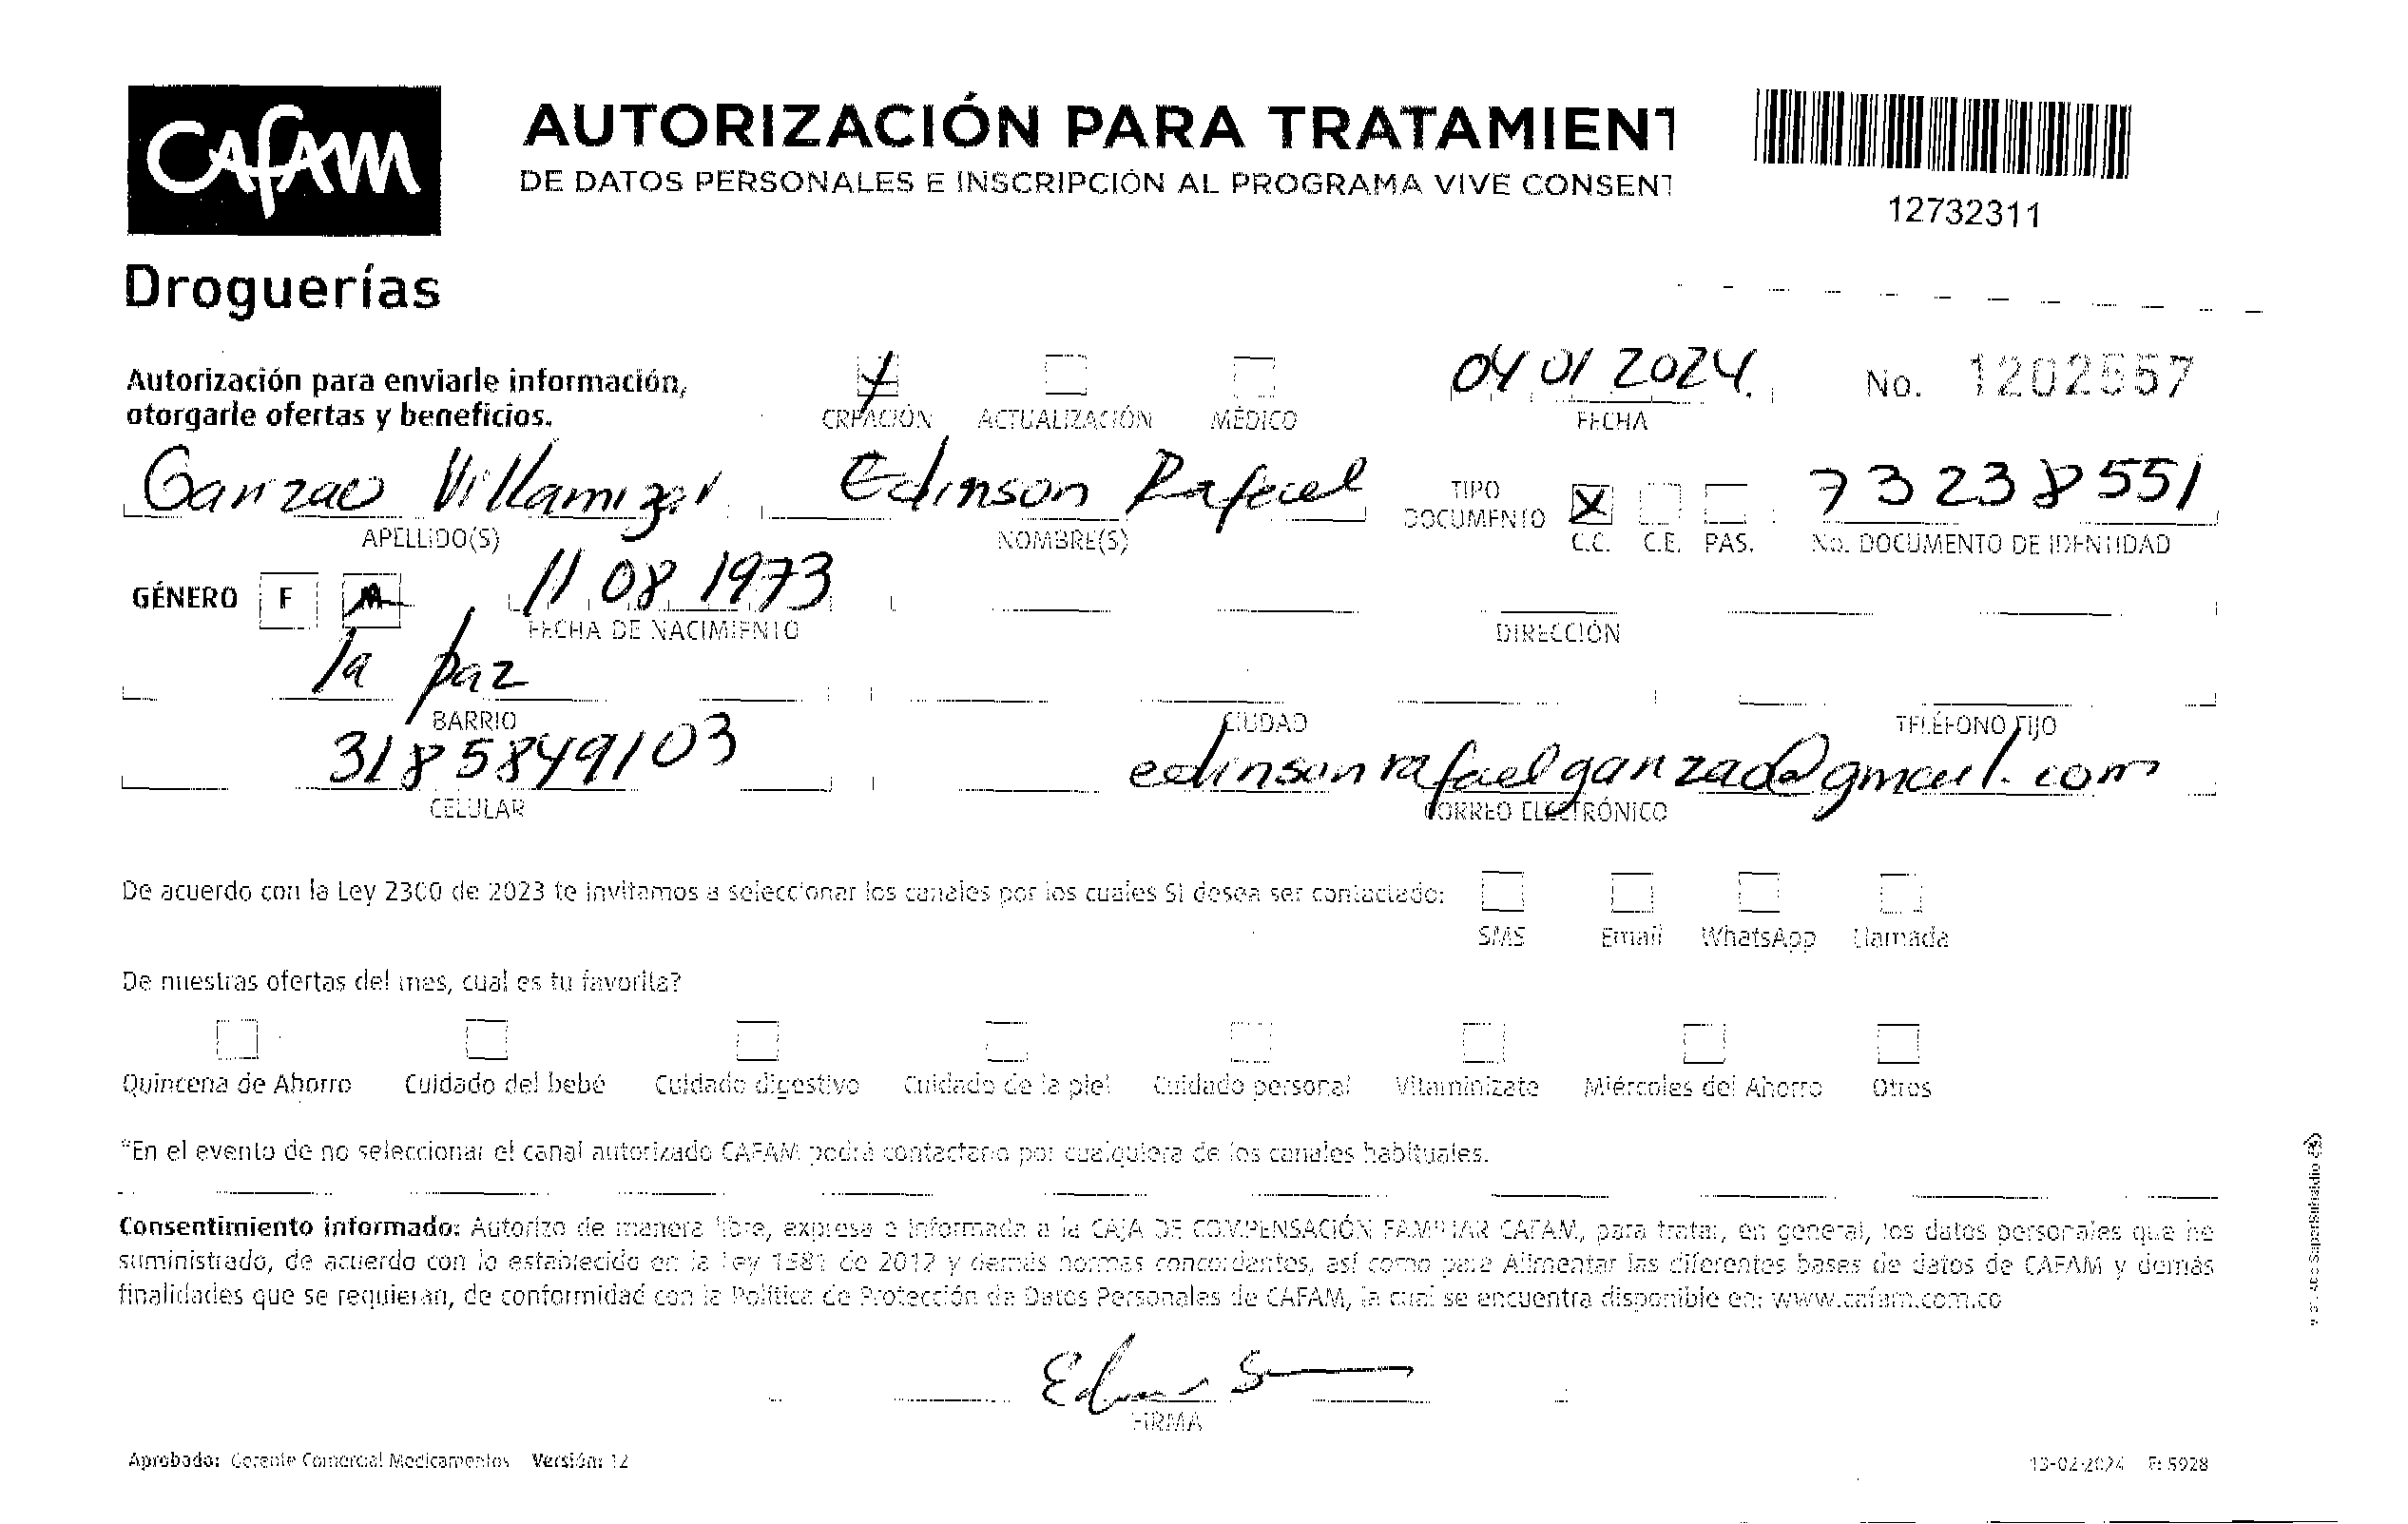 CAFAM
Droguerías
AUTORIZACIÓN PARA TRATAMIENT
DE DATOS PERSONALES E INSCRIPCIÓN AL PROGRAMA VIVE CONSENT
12732311
Autorización para enviarle información,
otorgarle ofertas y beneficios.
CREACIÓN ACTUALIZACIÓN MÉDICO
04 01 2024
FECHA
No. 1202557
Ganzao Villamizar Edinson Rafael
APELLIDO(S) NOMBRE(S)
TIPO
DOCUMENTO X
C.C. C.E. PAS.
73238551
No. DOCUMENTO DE IDENTIDAD
GÉNERO F M 11 08 1973
FECHA DE NACIMIENTO DIRECCIÓN
la paz
BARRIO CIUDAD TELÉFONO FIJO
3185849103 edinsonrafaelganzao@gmail.com
CELULAR CORREO ELECTRÓNICO
De acuerdo con la Ley 2300 de 2023 te invitamos a seleccionar los canales por los cuales SI desea ser contactado:
SMS Email WhatsApp Llamada
De nuestras ofertas del mes, cual es tu favorita?
Quincena de Ahorro Cuidado del bebé Cuidado digestivo Cuidado de la piel Cuidado personal Vitaminízate Miércoles del Ahorro Otros
*En el evento de no seleccionar el canal autorizado CAFAM podrá contactarlo por cualquiera de los canales habituales.
Consentimiento informado: Autorizo de manera libre, expresa e informada a la CAJA DE COMPENSACIÓN FAMILIAR CAFAM, para tratar, en general, los datos personales que he
suministrado, de acuerdo con lo establecido en la Ley 1581 de 2012 y demás normas concordantes, así como para Alimentar las diferentes bases de datos de CAFAM y demás
finalidades que se requieran, de conformidad con la Política de Protección de Datos Personales de CAFAM, la cual se encuentra disponible en: www.cafam.com.co
FIRMA
Aprobado: Gerente Comercial Medicamentos Versión: 12
13-02-2024 F: 5928